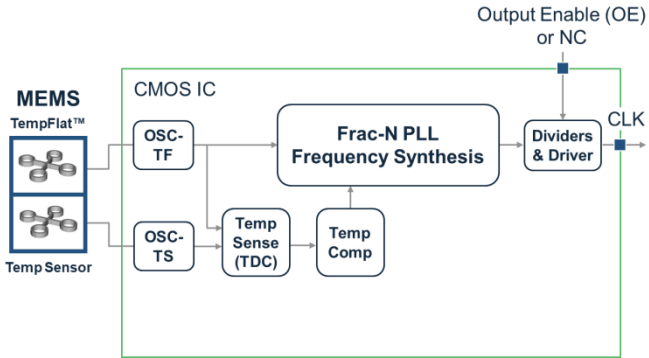 Output Enable (OE)
or NC
CMOS IC
MEMS
TempFlat™
OSC-
TF
Frac-N PLL
Frequency Synthesis
Dividers
& Driver
CLK
OSC-
TS
Temp
Sense
(TDC)
Temp
Comp
Temp Sensor